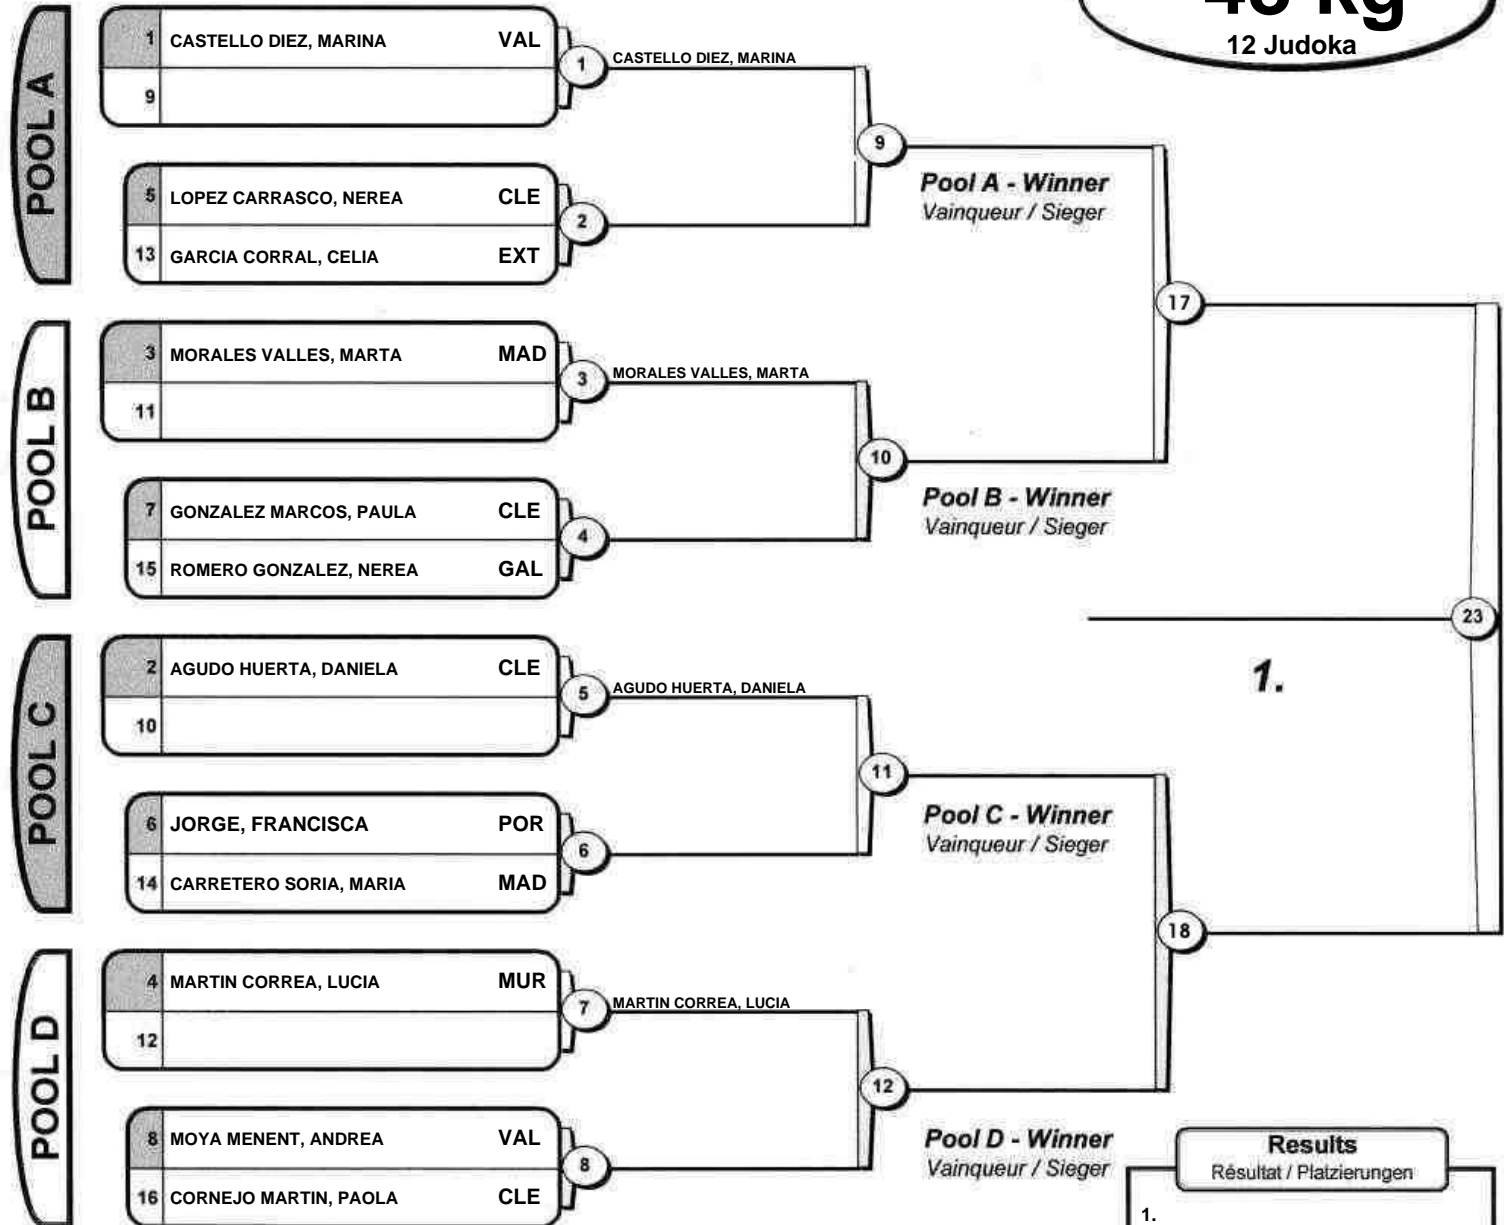 48 kg
12 Judoka
POOL A
1 CASTELLO DIEZ, MARINA VAL
9
1 CASTELLO DIEZ, MARINA
5 LOPEZ CARRASCO, NEREA CLE
13 GARCIA CORRAL, CELIA EXT
2
9
Pool A - Winner
Vainqueur / Sieger
POOL B
3 MORALES VALLES, MARTA MAD
11
3 MORALES VALLES, MARTA
7 GONZALEZ MARCOS, PAULA CLE
15 ROMERO GONZALEZ, NEREA GAL
4
10
Pool B - Winner
Vainqueur / Sieger
17
23
1.
POOL C
2 AGUDO HUERTA, DANIELA CLE
10
5 AGUDO HUERTA, DANIELA
6 JORGE, FRANCISCA POR
14 CARRETERO SORIA, MARIA MAD
6
11
Pool C - Winner
Vainqueur / Sieger
POOL D
4 MARTIN CORREA, LUCIA MUR
12
7 MARTIN CORREA, LUCIA
8 MOYA MENENT, ANDREA VAL
16 CORNEJO MARTIN, PAOLA CLE
8
12
Pool D - Winner
Vainqueur / Sieger
18
Results
Résultat / Platzierungen
1.